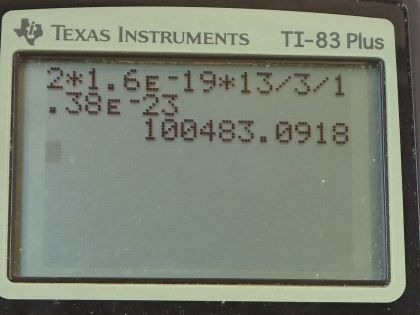 TEXAS INSTRUMENTS TI-83 Plus
2*1.6ᴇ-19*13/3/1
.38ᴇ-23
100483.0918